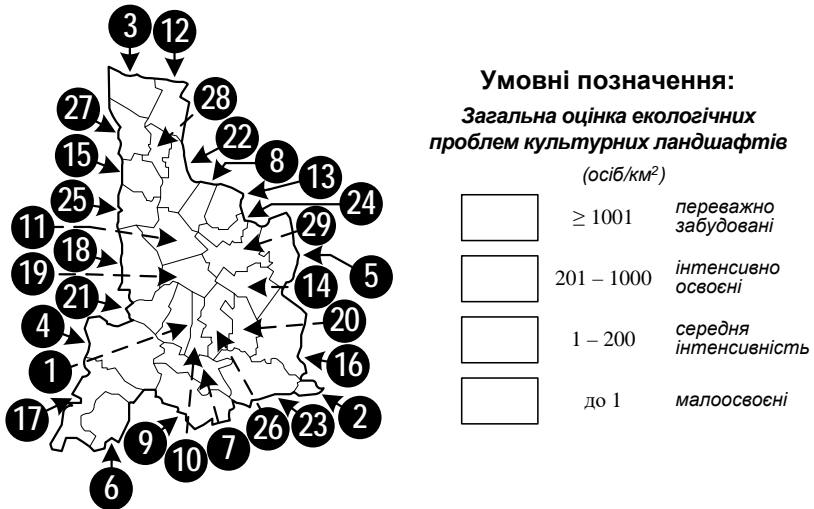 3 12
27 28
22
15 8
13
25 24
11 29
18 5
19 14
21 20
4
1 16
17 2
9 10 7 26 23
6
Умовні позначення:
Загальна оцінка екологічних
проблем культурних ландшафтів
(осіб/км²)
≥ 1001 переважно
забудовані
201 – 1000 інтенсивно
освоєні
1 – 200 середня
інтенсивність
до 1 малоосвоєні